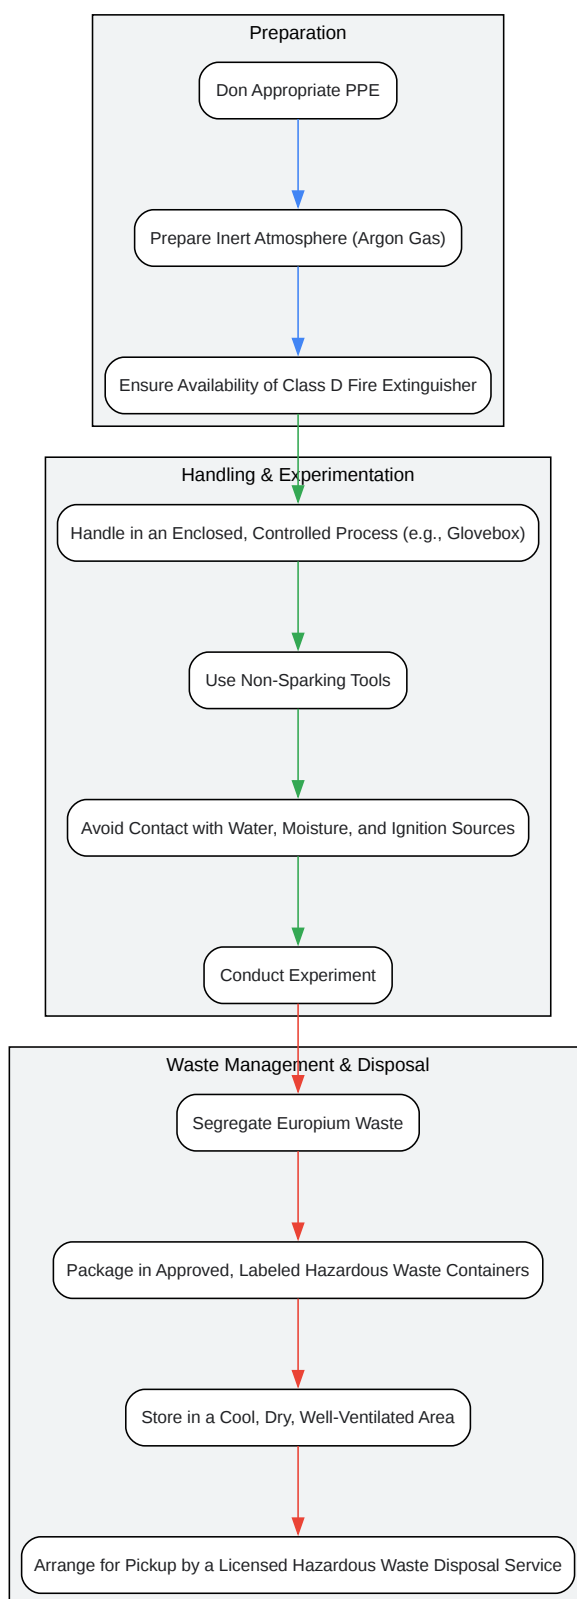 Preparation
Don Appropriate PPE
Prepare Inert Atmosphere (Argon Gas)
Ensure Availability of Class D Fire Extinguisher
Handling & Experimentation
Handle in an Enclosed, Controlled Process (e.g., Glovebox)
Use Non-Sparking Tools
Avoid Contact with Water, Moisture, and Ignition Sources
Conduct Experiment
Waste Management & Disposal
Segregate Europium Waste
Package in Approved, Labeled Hazardous Waste Containers
Store in a Cool, Dry, Well-Ventilated Area
Arrange for Pickup by a Licensed Hazardous Waste Disposal Service